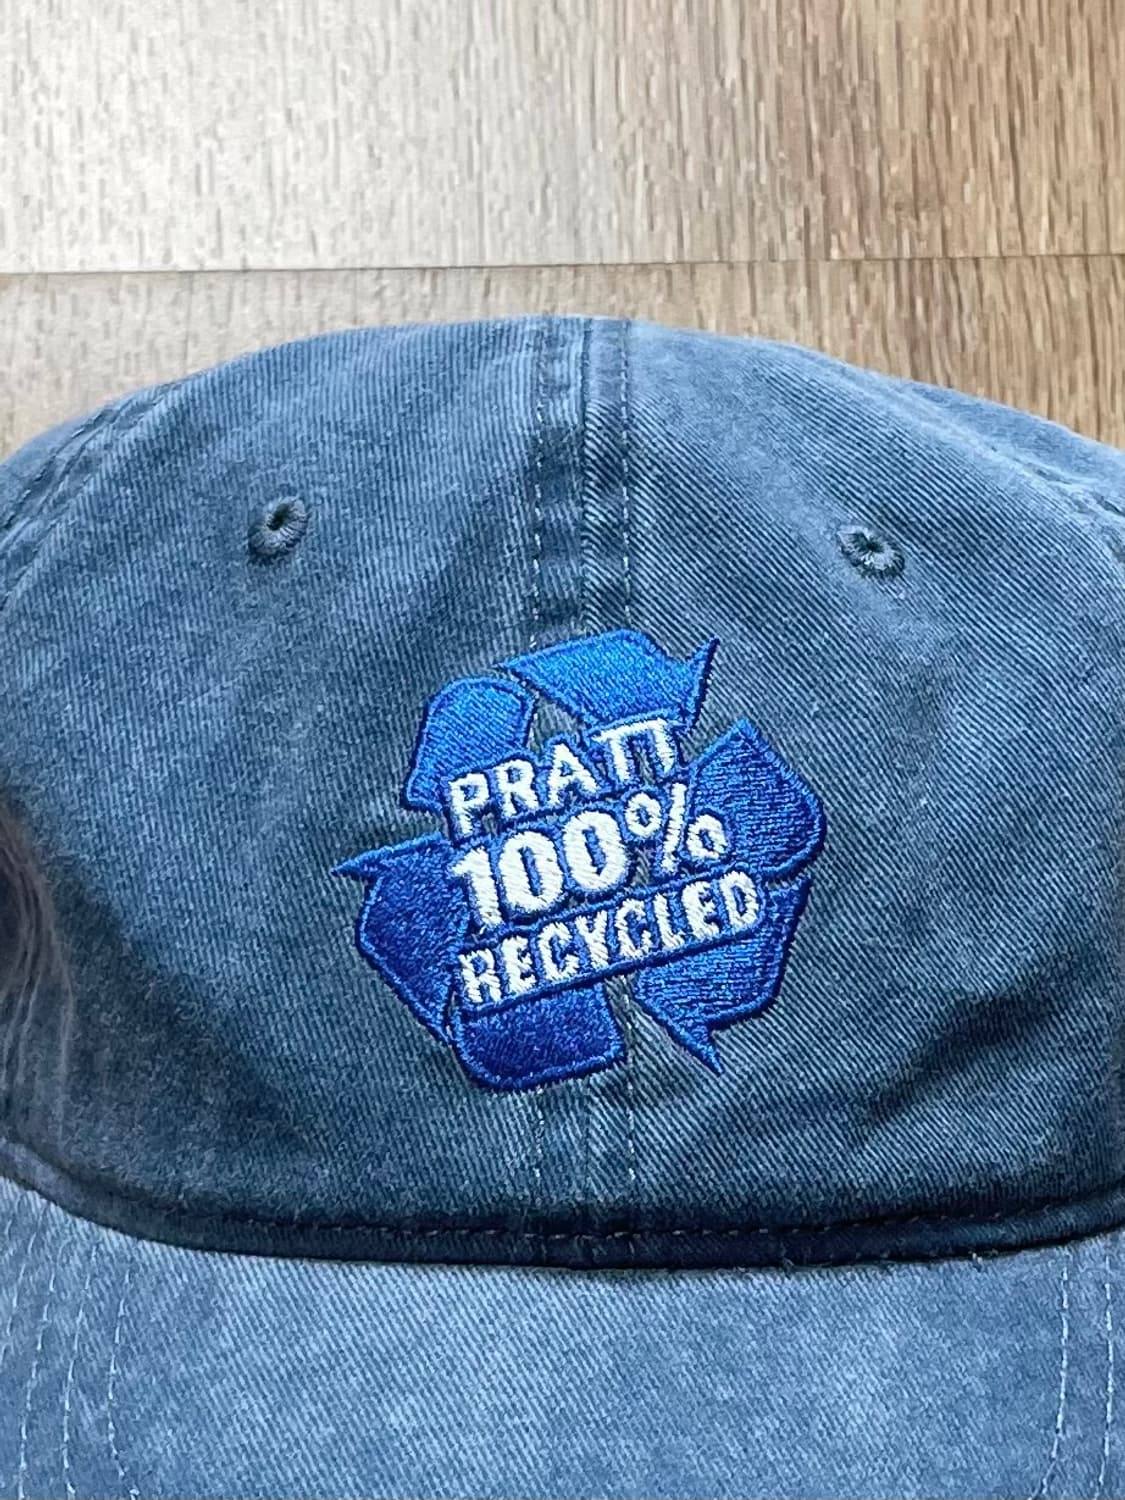 PRATT
100%
RECYCLED